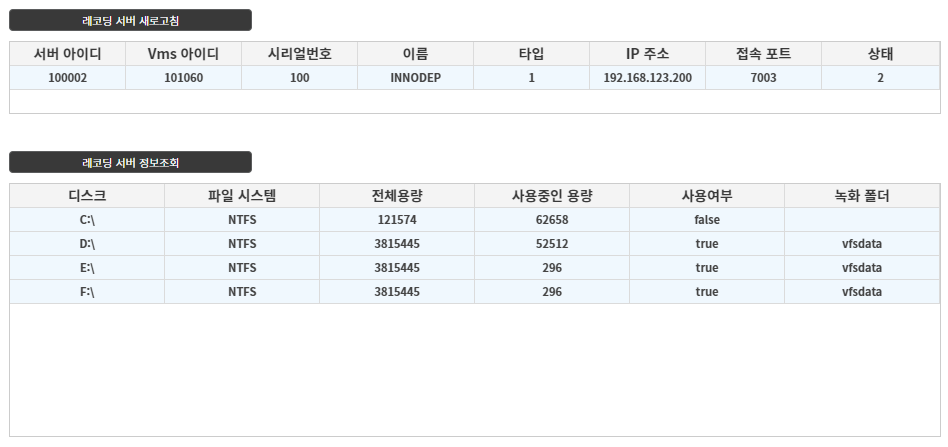 레코딩 서버 새로고침
서버 아이디 Vms 아이디 시리얼번호 이름 타입 IP 주소 접속 포트 상태
100002 101060 100 INNODEP 1 192.168.123.200 7003 2
레코딩 서버 정보조회
디스크 파일 시스템 전체용량 사용중인 용량 사용여부 녹화 폴더
C:\ NTFS 121574 62658 false
D:\ NTFS 3815445 52512 true vfsdata
E:\ NTFS 3815445 296 true vfsdata
F:\ NTFS 3815445 296 true vfsdata